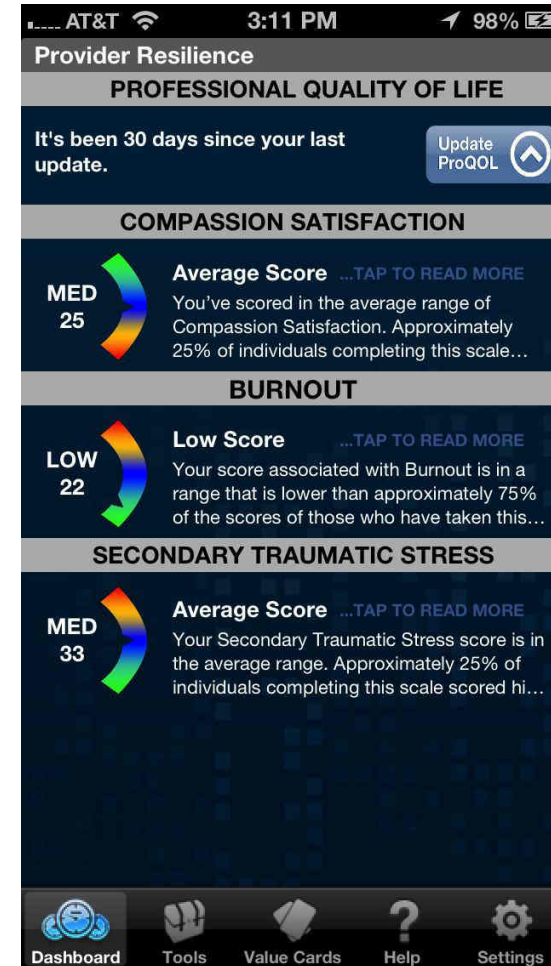 AT&T 3:11 PM 98%
Provider Resilience
PROFESSIONAL QUALITY OF LIFE
It's been 30 days since your last
update.
Update
ProQOL
COMPASSION SATISFACTION
MED
25
Average Score ...TAP TO READ MORE
You've scored in the average range of
Compassion Satisfaction. Approximately
25% of individuals completing this scale...
BURNOUT
LOW
22
Low Score ...TAP TO READ MORE
Your score associated with Burnout is in a
range that is lower than approximately 75%
of the scores of those who have taken this...
SECONDARY TRAUMATIC STRESS
MED
33
Average Score ...TAP TO READ MORE
Your Secondary Traumatic Stress score is in
the average range. Approximately 25% of
individuals completing this scale scored hi...
Dashboard Tools Value Cards Help Settings